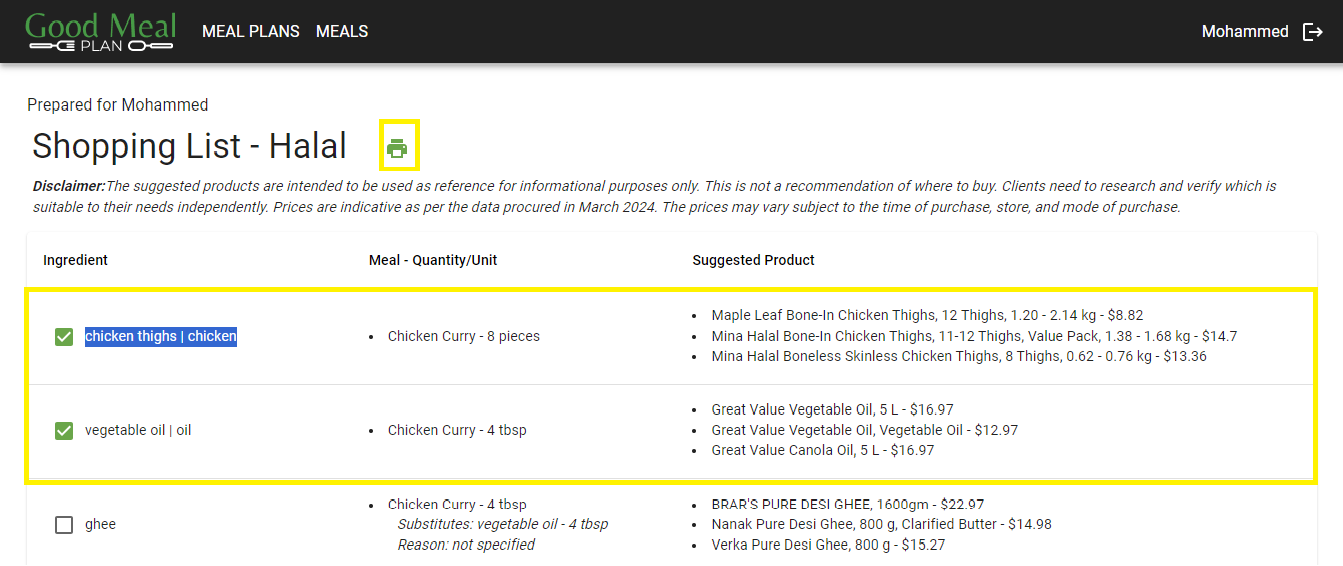 Good Meal
PLAN
MEAL PLANS MEALS
Mohammed
Prepared for Mohammed
Shopping List - Halal
Disclaimer:The suggested products are intended to be used as reference for informational purposes only. This is not a recommendation of where to buy. Clients need to research and verify which is
suitable to their needs independently. Prices are indicative as per the data procured in March 2024. The prices may vary subject to the time of purchase, store, and mode of purchase.
Ingredient Meal - Quantity/Unit Suggested Product
chicken thighs | chicken
• Chicken Curry - 8 pieces
• Maple Leaf Bone-In Chicken Thighs, 12 Thighs, 1.20 - 2.14 kg - $8.82
• Mina Halal Bone-In Chicken Thighs, 11-12 Thighs, Value Pack, 1.38 - 1.68 kg - $14.7
• Mina Halal Boneless Skinless Chicken Thighs, 8 Thighs, 0.62 - 0.76 kg - $13.36
vegetable oil | oil
• Chicken Curry - 4 tbsp
• Great Value Vegetable Oil, 5 L - $16.97
• Great Value Vegetable Oil, Vegetable Oil - $12.97
• Great Value Canola Oil, 5 L - $16.97
ghee
• Chicken Curry - 4 tbsp
Substitutes: vegetable oil - 4 tbsp
Reason: not specified
• BRAR'S PURE DESI GHEE, 1600gm - $22.97
• Nanak Pure Desi Ghee, 800 g, Clarified Butter - $14.98
• Verka Pure Desi Ghee, 800 g - $15.27